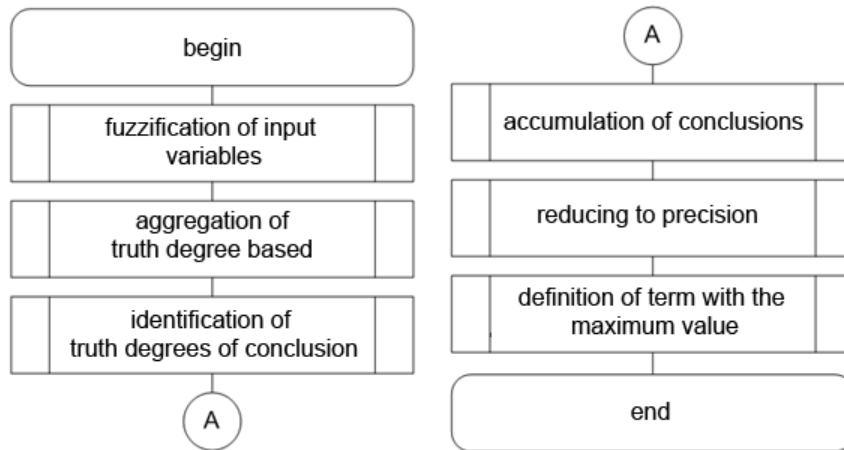 begin
fuzzification of input
variables
aggregation of
truth degree based
identification of
truth degrees of conclusion
A
A
accumulation of conclusions
reducing to precision
definition of term with the
maximum value
end